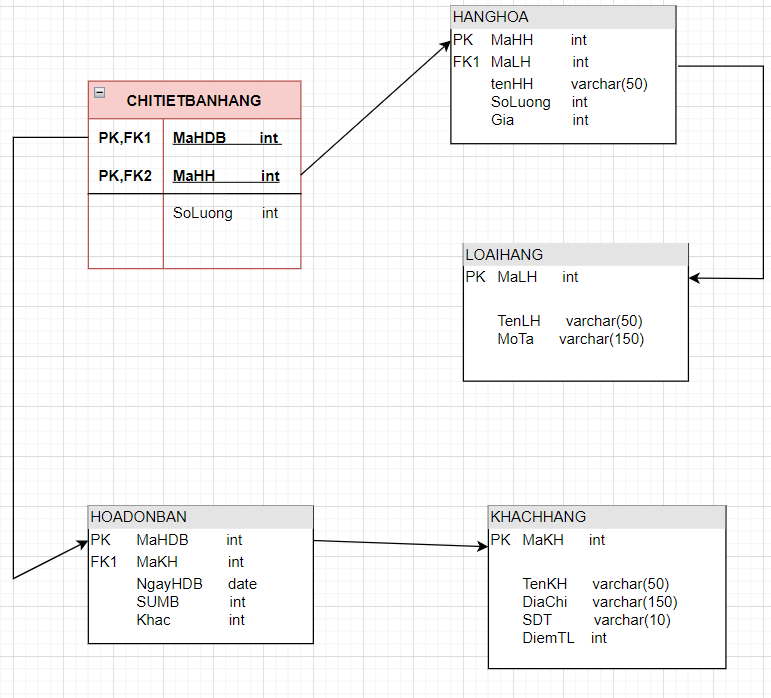 HANGHOA
PK MaHH int
FK1 MaLH int
tenHH varchar(50)
SoLuong int
Gia int
CHITIETBANHANG
PK,FK1 MaHDB int
PK,FK2 MaHH int
SoLuong int
LOAIHANG
PK MaLH int
TenLH varchar(50)
MoTa varchar(150)
HOADONBAN
PK MaHDB int
FK1 MaKH int
NgayHDB date
SUMB int
Khac int
KHACHHANG
PK MaKH int
TenKH varchar(50)
DiaChi varchar(150)
SDT varchar(10)
DiemTL int